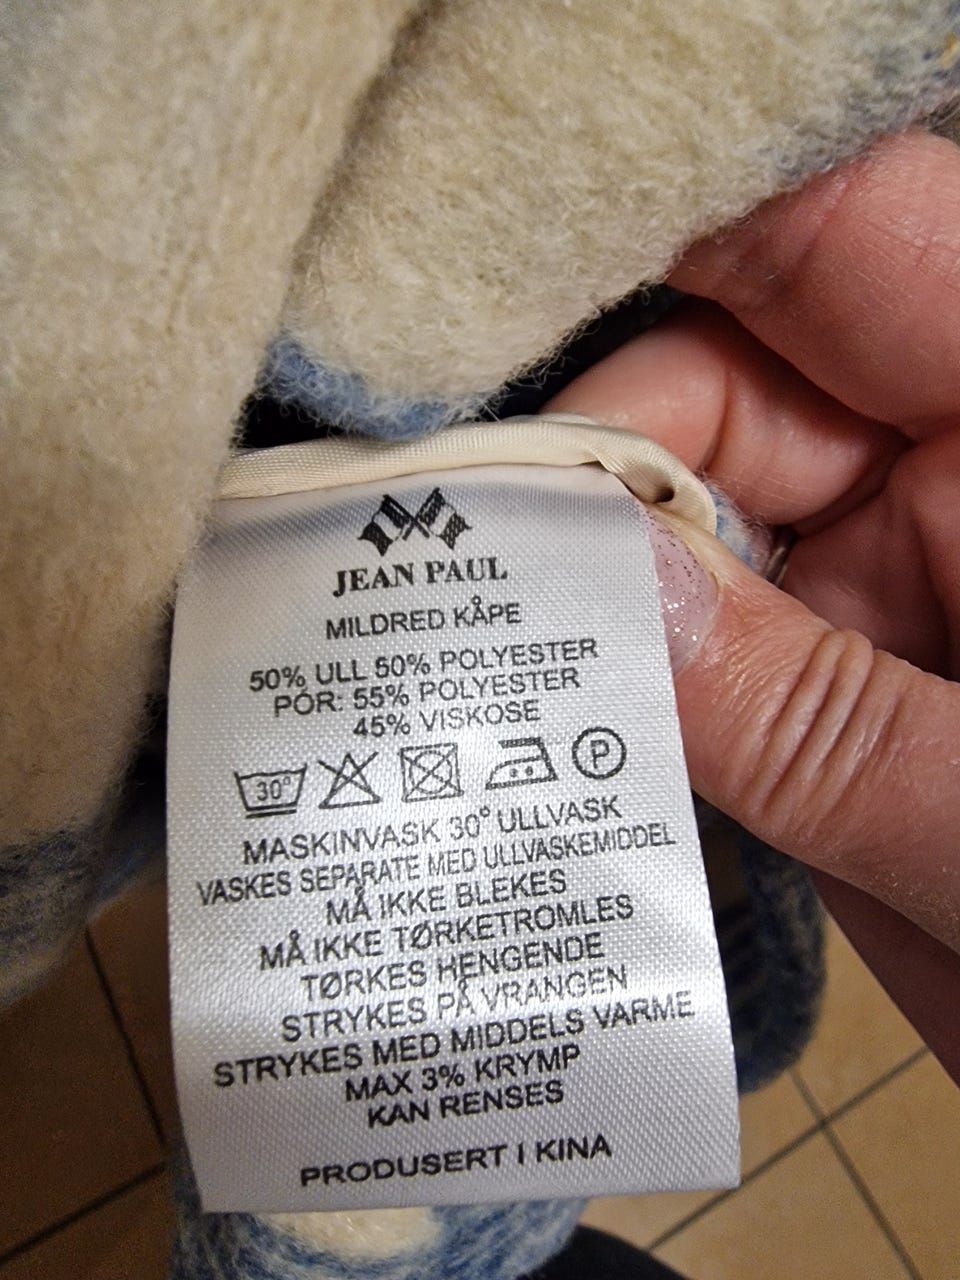 JEAN PAUL
MILDRED KÅPE
50% ULL 50% POLYESTER
PÓR: 55% POLYESTER
45% VISKOSE
30° P
MASKINVASK 30° ULLVASK
VASKES SEPARATE MED ULLVASKEMIDDEL
MÅ IKKE BLEKES
MÅ IKKE TØRKETROMLES
TØRKES HENGENDE
STRYKES PÅ VRANGEN
STRYKES MED MIDDELS VARME
MAX 3% KRYMP
KAN RENSES
PRODUSERT I KINA